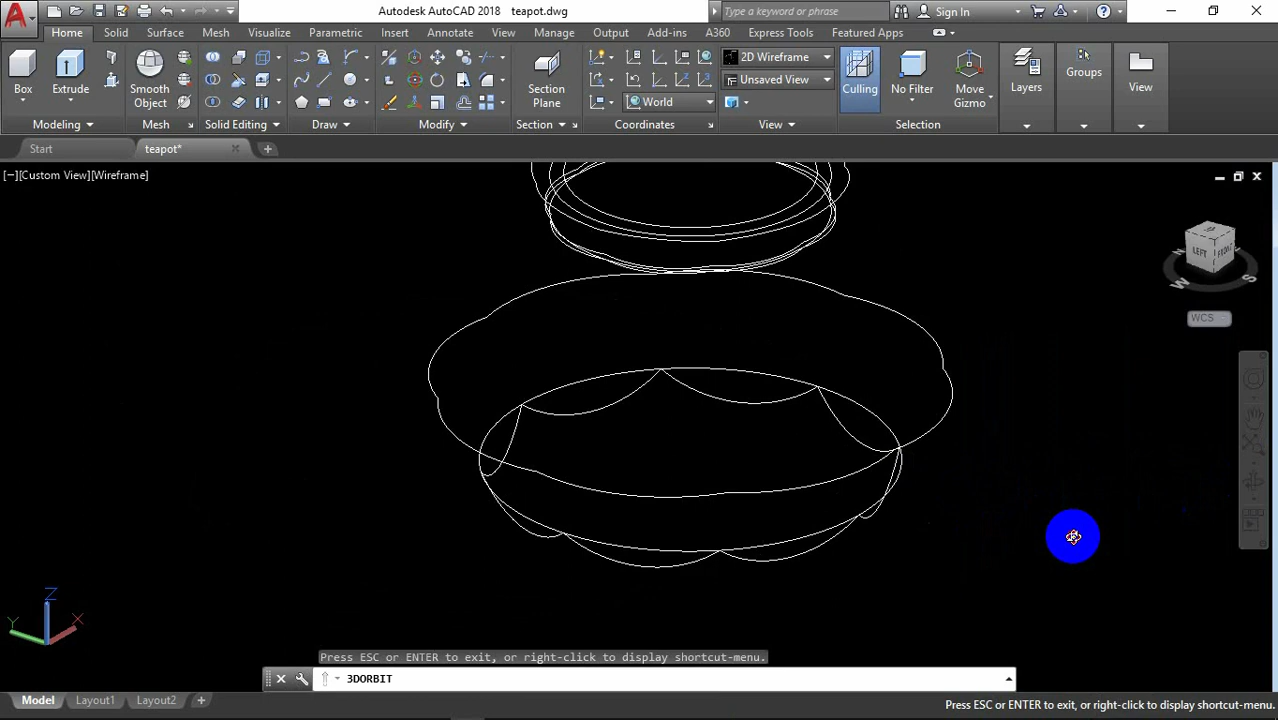 Autodesk AutoCAD 2018 teapot.dwg
Type a keyword or phrase
Sign In
Home Solid Surface Mesh Visualize Parametric Insert Annotate View Manage Output Add-ins A360 Express Tools Featured Apps
Box Extrude Smooth Object
Section Plane
2D Wireframe
Unsaved View
World
Culling No Filter Move Gizmo
Layers Groups View
Modeling Mesh Solid Editing Draw Modify Section Coordinates View Selection
Start teapot*
[−][Custom View][Wireframe]
LEFT FRONT
W S
WCS
Z
Y X
Press ESC or ENTER to exit, or right-click to display shortcut-menu.
3DORBIT
Model Layout1 Layout2 +
Press ESC or ENTER to exit, or right-click to display shortcut-menu.